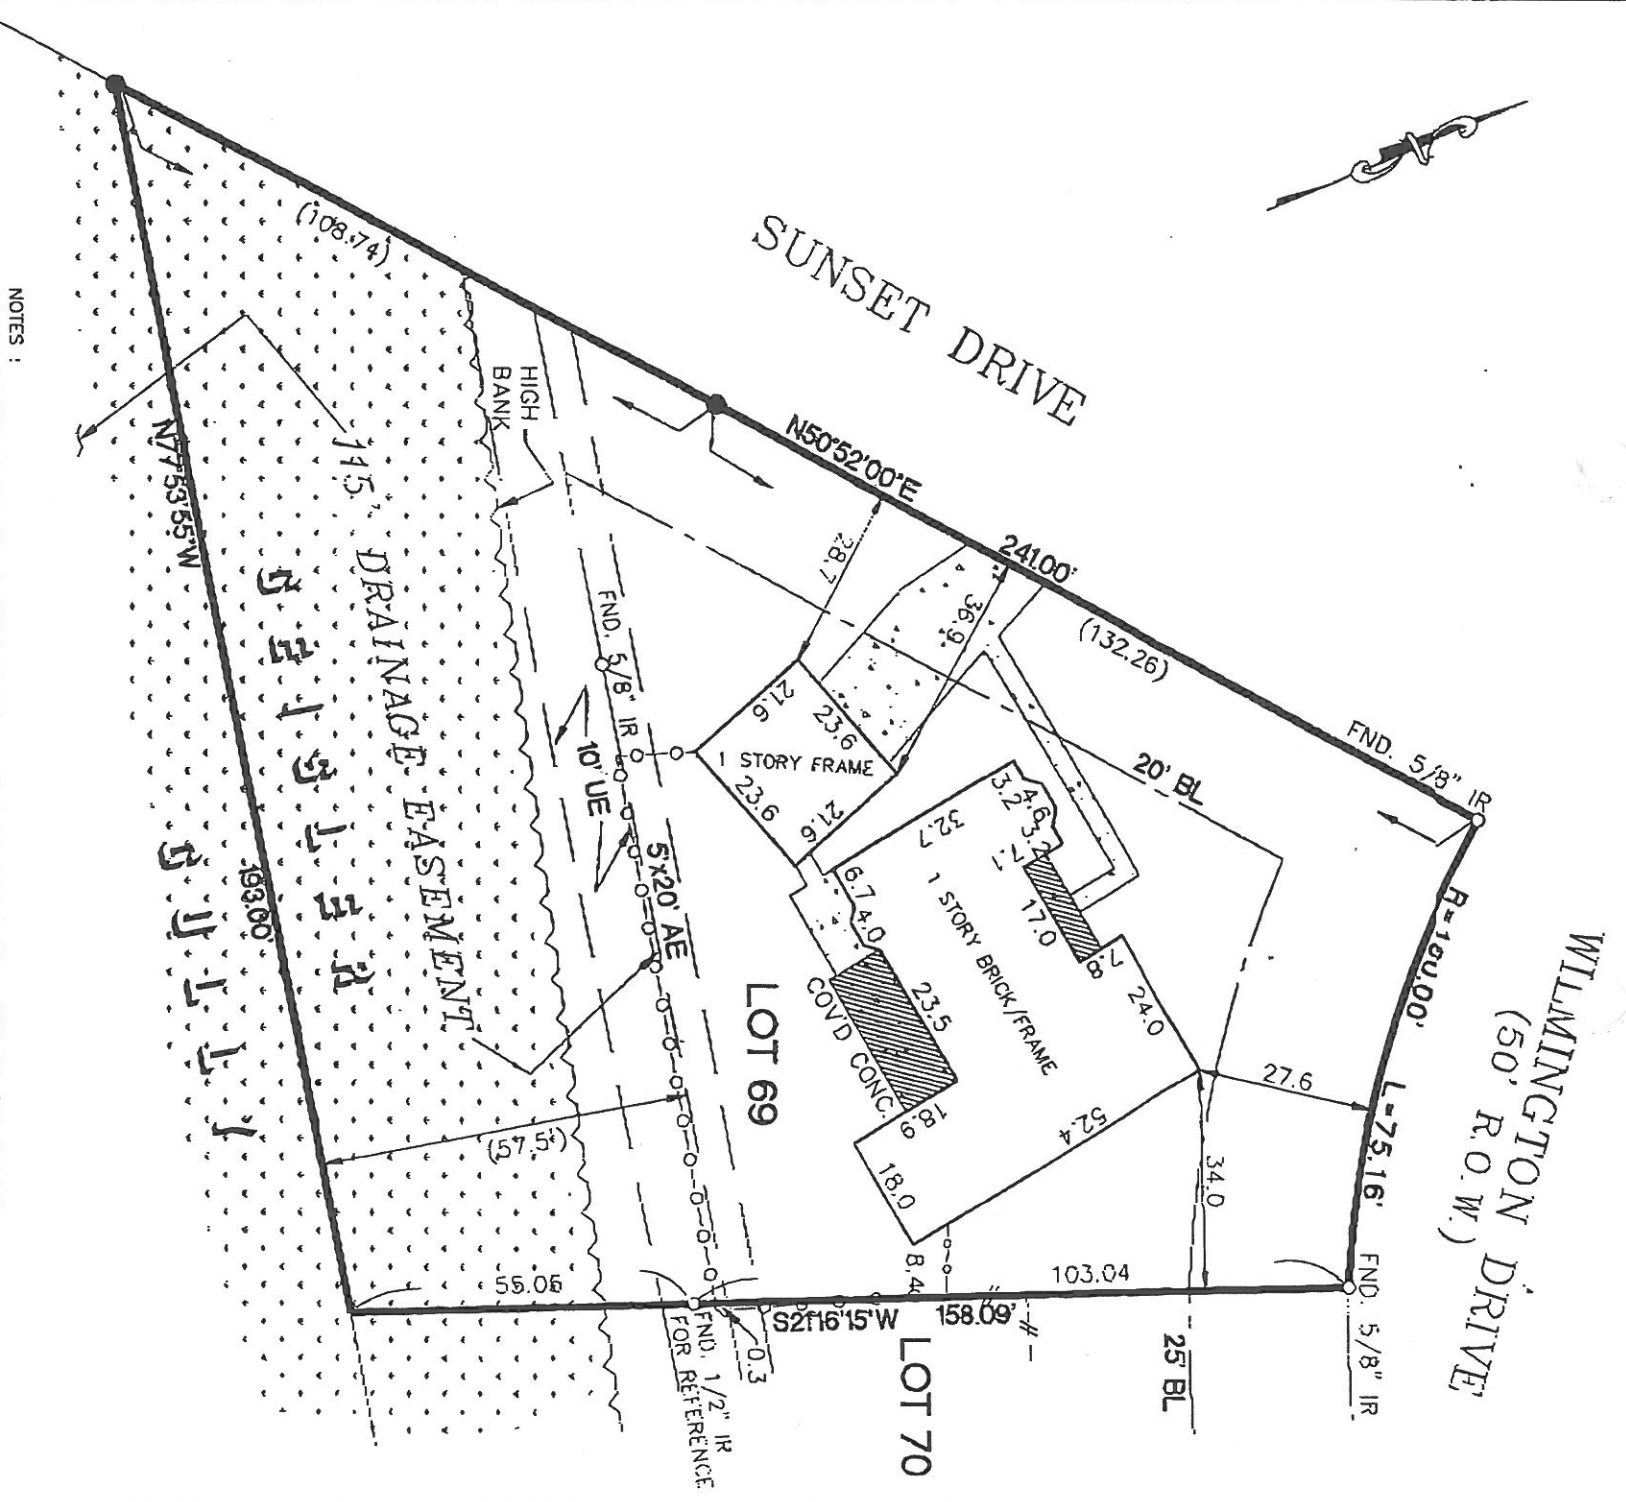 SUNSET DRIVE
WILMINGTON DRIVE
(50' R.O.W.)
N50°52'00"E
241.00'
(108.74)
(132.26)
FND. 5/8" IR
R=180.00'
L=75.16'
FND. 5/8" IR
20' BL
25' BL
27.6
34.0
28.7
36.9
21.6
23.6
1 STORY FRAME
23.6
21.6
32.7
3.2
4.6
3.2
7.1
17.0
7.8
24.0
1 STORY BRICK/FRAME
52.4
6.7
4.0
23.5
COV'D CONC.
18.9
18.0
8.4
HIGH
BANK
FND. 5/8" IR
10' UE
5'x20' AE
LOT 69
LOT 70
115' DRAINAGE EASEMENT
GEISLER
GULLY
N77°53'55"W
193.00'
(57.5')
55.05
103.04
S21°16'15"W
158.09'
0.3
FND. 1/2" IR
FOR REFERENCE
NOTES :